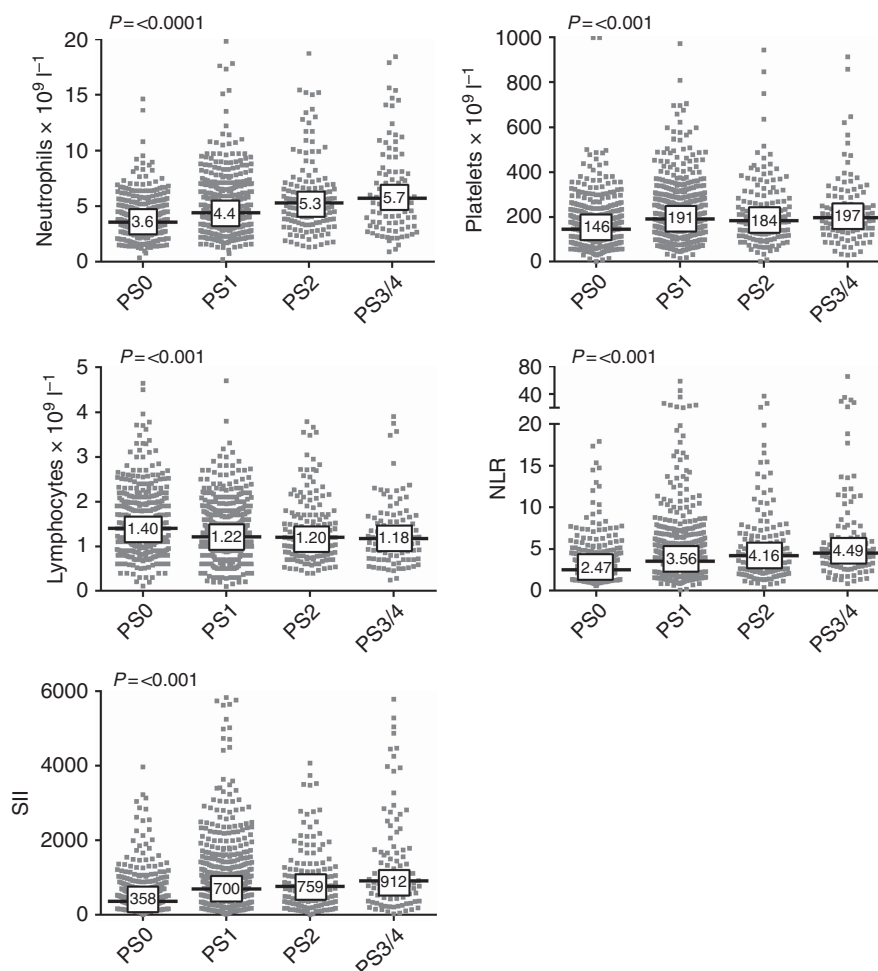 P=<0.0001
Neutrophils × 10⁹ l⁻¹
20
15
10
5
0
3.6
4.4
5.3
5.7
PS0
PS1
PS2
PS3/4
P=<0.001
Platelets × 10⁹ l⁻¹
1000
800
600
400
200
0
146
191
184
197
PS0
PS1
PS2
PS3/4
P=<0.001
Lymphocytes × 10⁹ l⁻¹
5
4
3
2
1
0
1.40
1.22
1.20
1.18
PS0
PS1
PS2
PS3/4
P=<0.001
NLR
80
40
20
15
10
5
0
2.47
3.56
4.16
4.49
PS0
PS1
PS2
PS3/4
P=<0.001
SII
6000
4000
2000
0
358
700
759
912
PS0
PS1
PS2
PS3/4